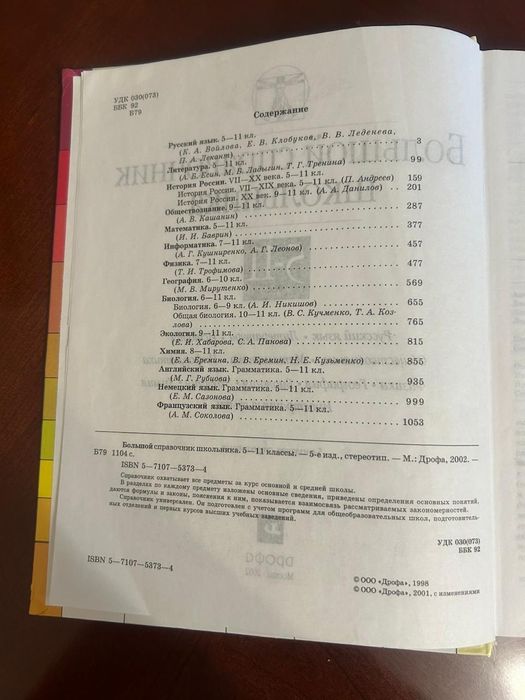 УДК 030(073)
ББК 92
Б79
Содержание
Русский язык. 5—11 кл.
(К. А. Войлова, Е. В. Клобуков, В. В. Леденева,
П. А. Лекант) 3
Литература. 5—11 кл.
(А. Б. Есин, М. Б. Ладыгин, Т. Г. Тренина) 99
История России. VII—XX века. 5—11 кл.
История России. VII—XIX века. 5—11 кл. (П. Андреев) 159
История России. XX век. 9—11 кл. (А. А. Данилов) 201
Обществознание. 9—11 кл.
(А. В. Кашанин) 287
Математика. 5—11 кл.
(И. И. Баврин) 377
Информатика. 7—11 кл.
(А. Г. Кушниренко, А. Г. Леонов) 457
Физика. 7—11 кл.
(Т. И. Трофимова) 477
География. 6—10 кл.
(М. В. Мирутенко) 569
Биология. 6—11 кл.
Биология. 6—9 кл. (А. И. Никишов) 655
Общая биология. 10—11 кл. (В. С. Кучменко, Т. А. Коз-
лова) 765
Экология. 9—11 кл.
(Е. И. Хабарова, С. А. Панова) 815
Химия. 8—11 кл.
(Е. А. Еремина, В. В. Еремин, Н. Е. Кузьменко) 855
Английский язык. Грамматика. 5—11 кл.
(М. Г. Рубцова) 935
Немецкий язык. Грамматика. 5—11 кл.
(Е. М. Сазонова) 999
Французский язык. Грамматика. 5—11 кл.
(А. М. Соколова) 1053
Большой справочник школьника. 5—11 классы. — 5-е изд., стереотип. — М.: Дрофа, 2002. —
Б79 1104 с.
ISBN 5—7107—5373—4
Справочник охватывает все предметы за курс основной и средней школы.
В разделах по каждому предмету изложены основные сведения, приведены определения основных понятий,
даются формулы и законы, пояснения к ним, показывается взаимосвязь рассматриваемых закономерностей.
Справочник универсален. Он подготовлен с учетом программ для общеобразовательных школ, подготовитель-
ных отделений и первых курсов высших учебных заведений.
УДК 030(073)
ББК 92
ISBN 5—7107—5373—4
© ООО «Дрофа», 1998
© ООО «Дрофа», 2001, с изменениями